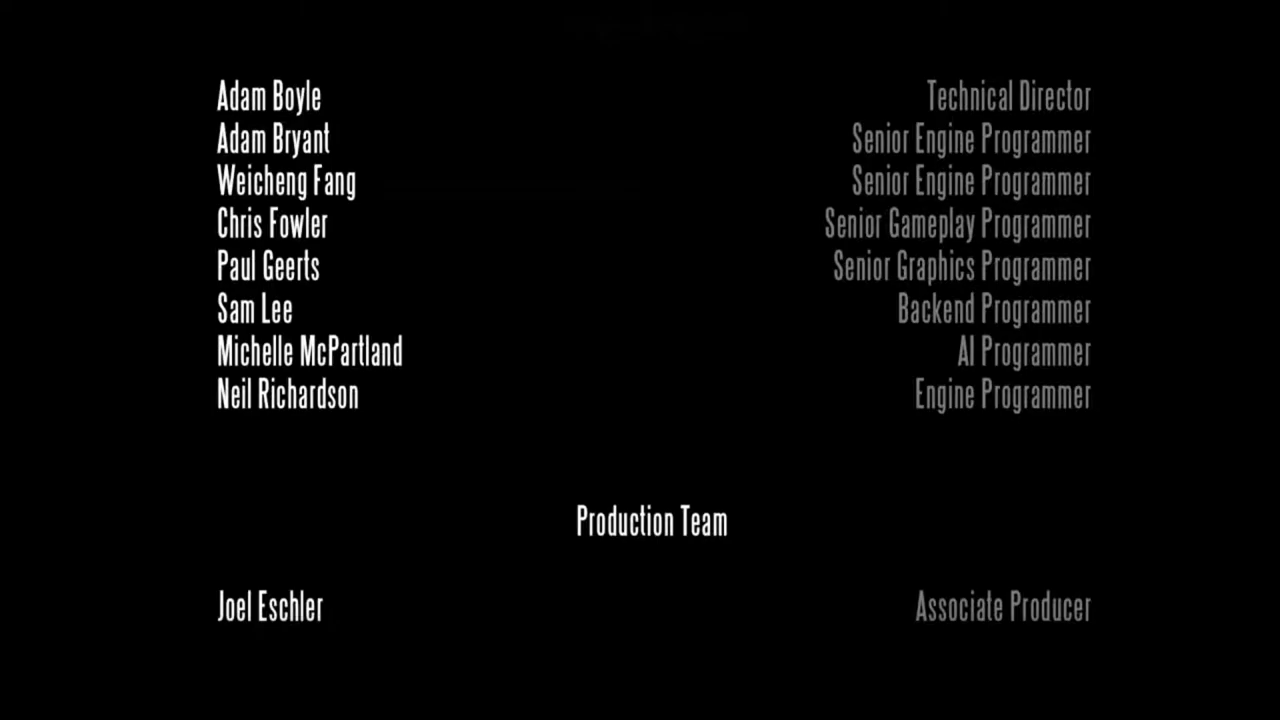 Adam Boyle Technical Director
Adam Bryant Senior Engine Programmer
Weicheng Fang Senior Engine Programmer
Chris Fowler Senior Gameplay Programmer
Paul Geerts Senior Graphics Programmer
Sam Lee Backend Programmer
Michelle McPartland AI Programmer
Neil Richardson Engine Programmer
Production Team
Joel Eschler Associate Producer